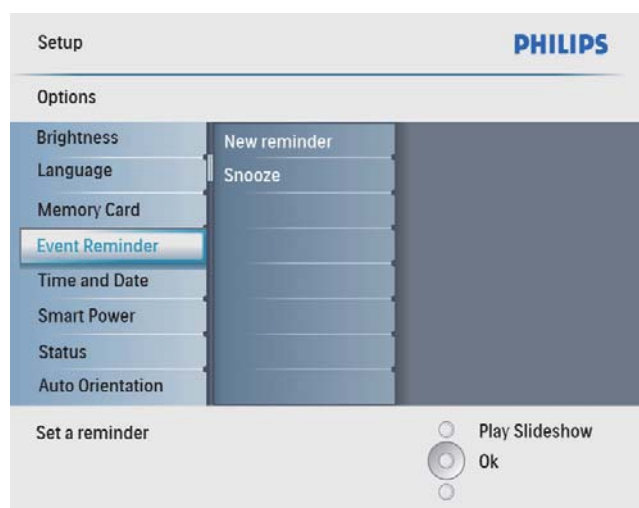 Setup
PHILIPS
Options
Brightness
New reminder
Language
Snooze
Memory Card
Event Reminder
Time and Date
Smart Power
Status
Auto Orientation
Set a reminder
Play Slideshow
Ok